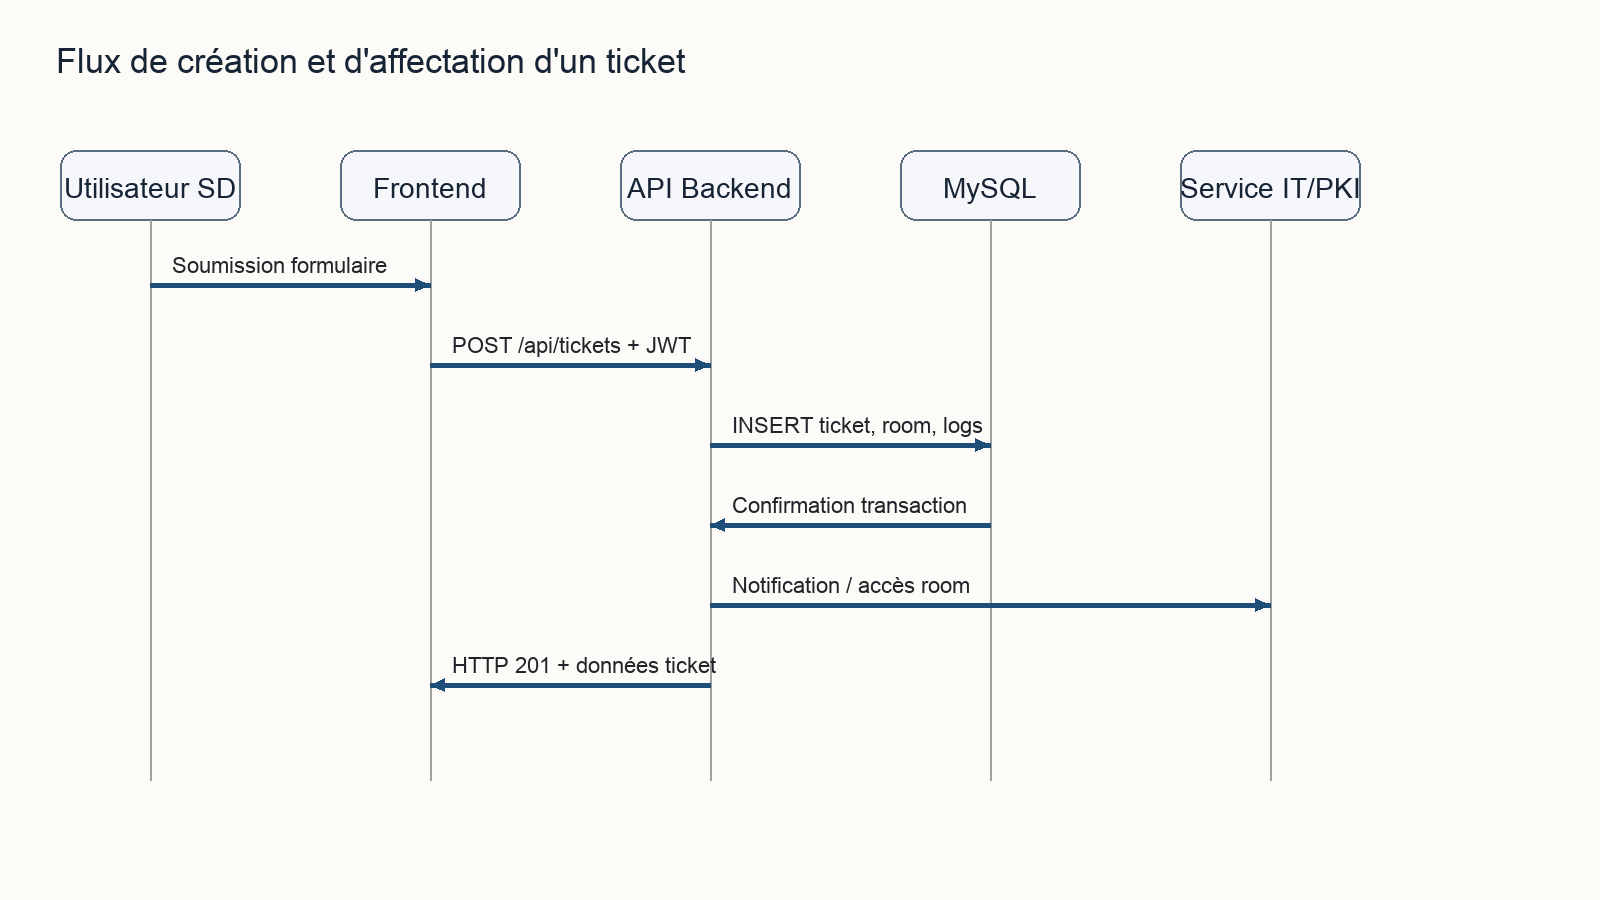 Flux de création et d'affectation d'un ticket
Utilisateur SD
Frontend
API Backend
MySQL
Service IT/PKI
Soumission formulaire
POST /api/tickets + JWT
INSERT ticket, room, logs
Confirmation transaction
Notification / accès room
HTTP 201 + données ticket